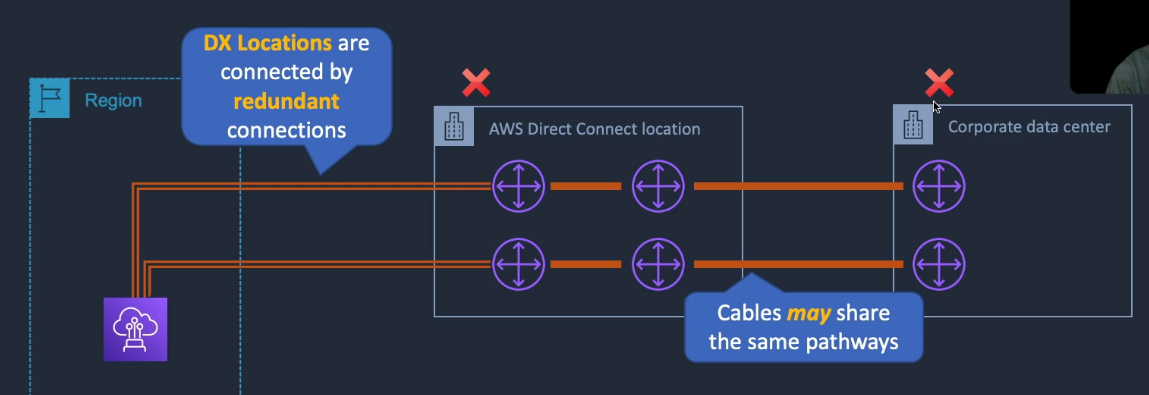 DX Locations are
connected by
redundant
connections
Region
AWS Direct Connect location
Corporate data center
Cables may share
the same pathways